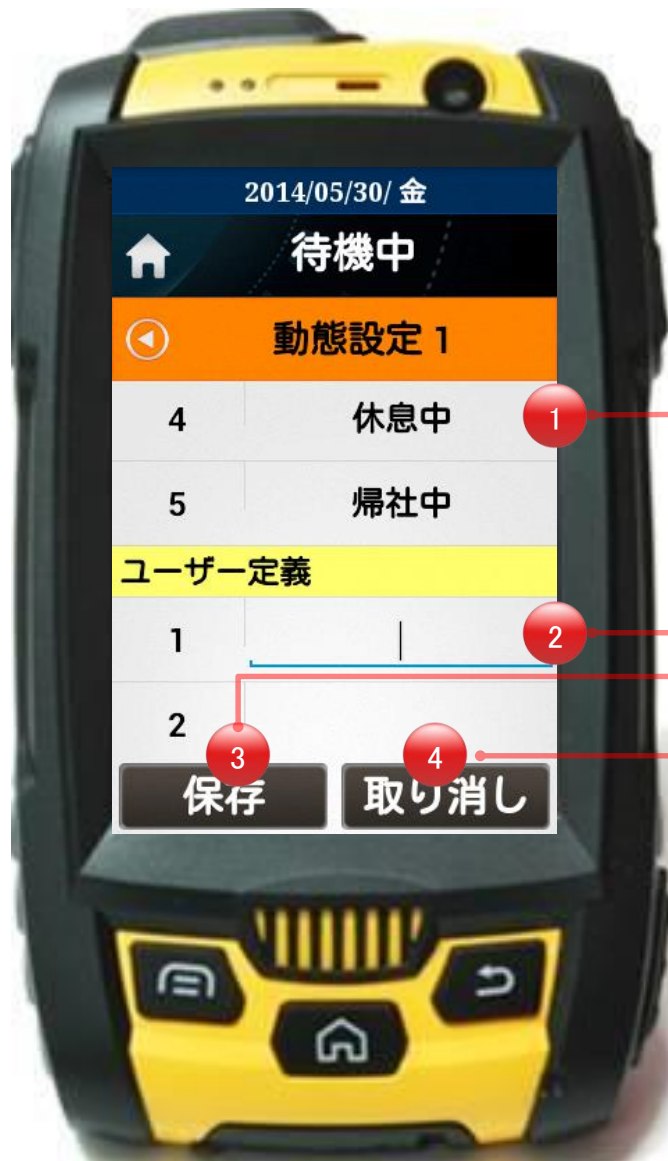 2014/05/30/ 金
待機中
動態設定 1
4 休息中 1
5 帰社中
ユーザー定義
1 2
2
3 4
保存 取り消し